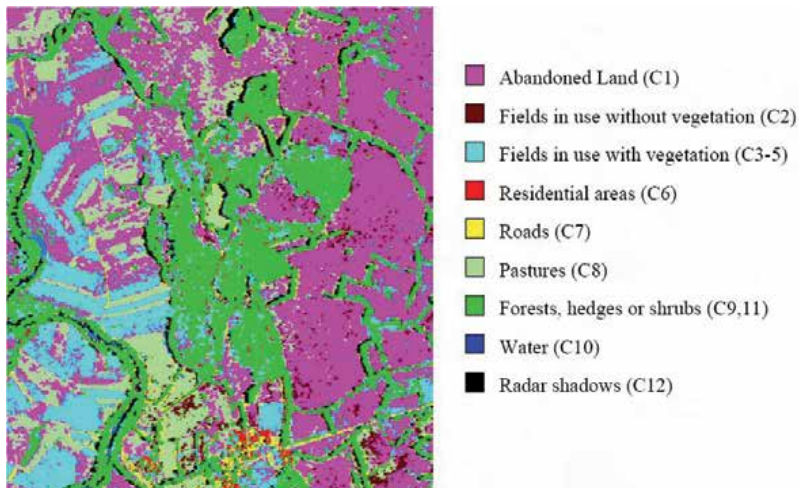 Abandoned Land (C1)
Fields in use without vegetation (C2)
Fields in use with vegetation (C3-5)
Residential areas (C6)
Roads (C7)
Pastures (C8)
Forests, hedges or shrubs (C9,11)
Water (C10)
Radar shadows (C12)